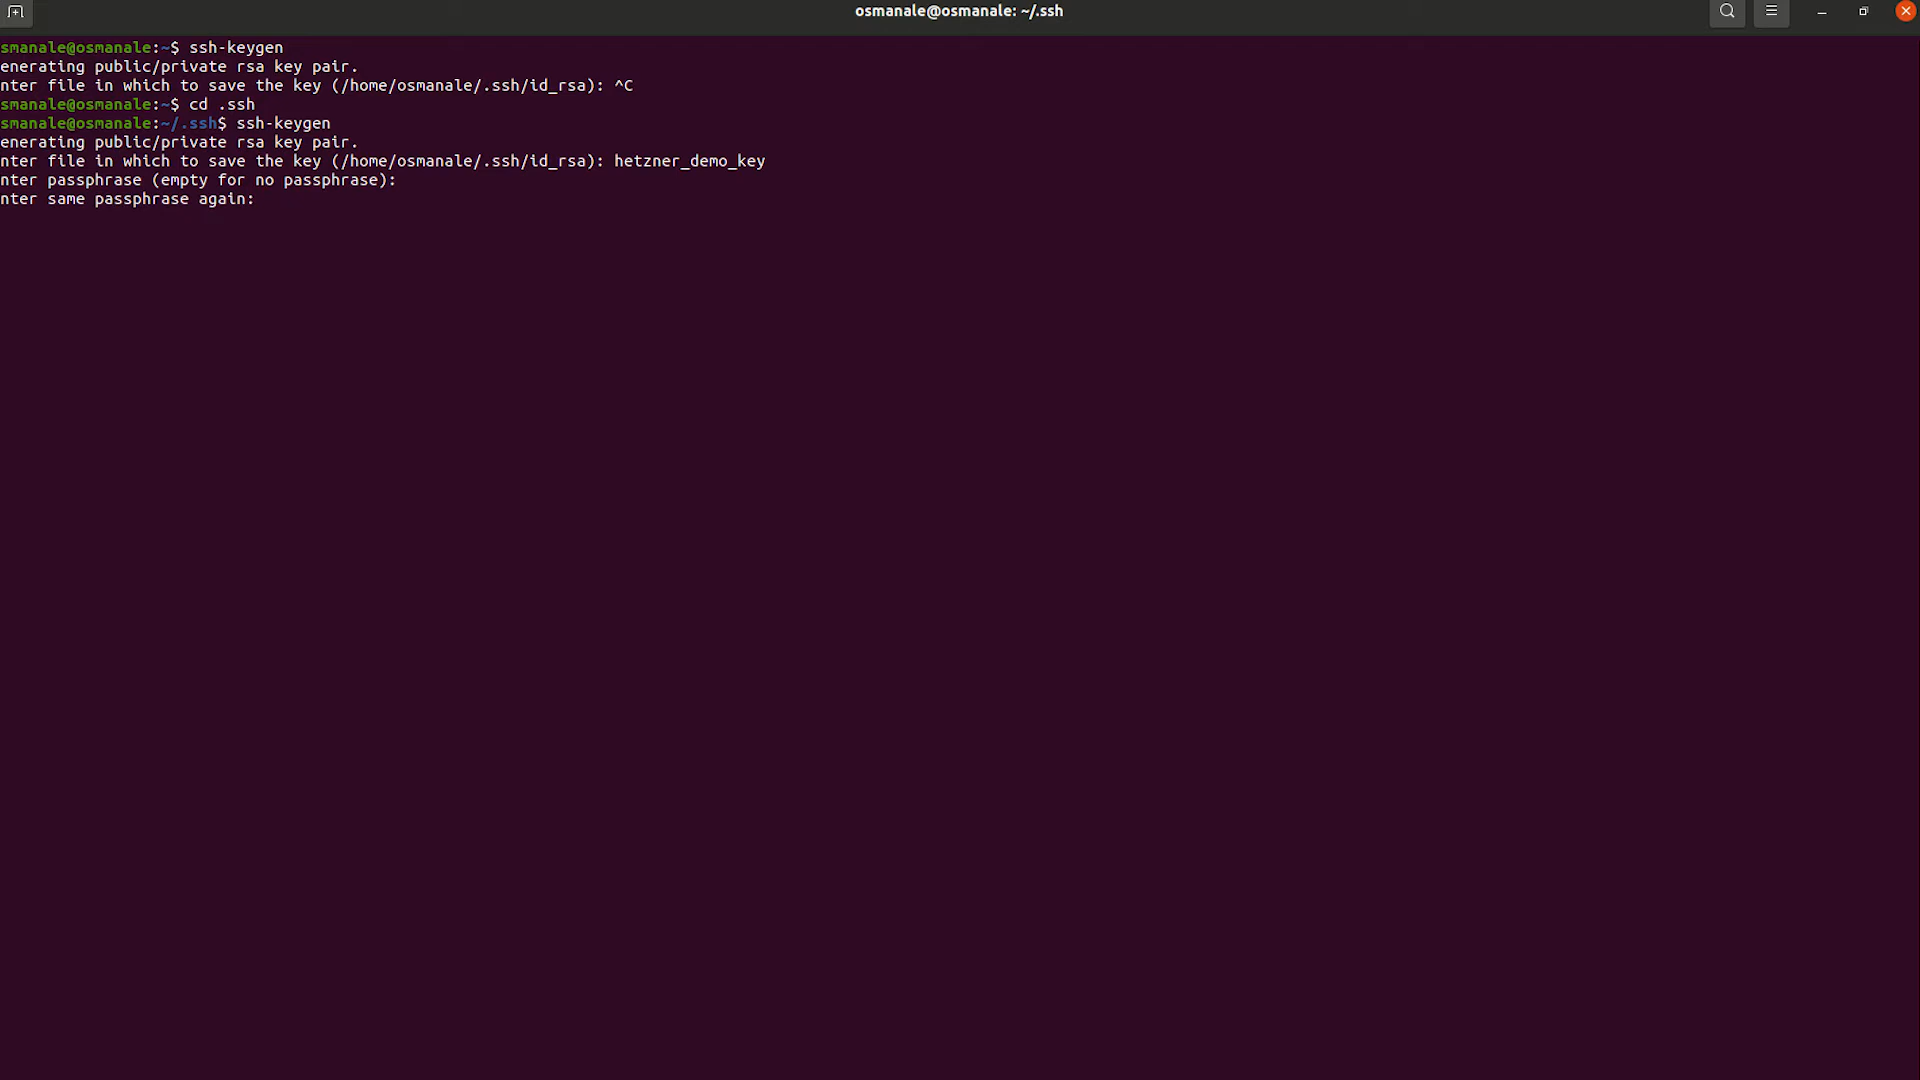 osmanale@osmanale: ~/.ssh
smanale@osmanale:~$ ssh-keygen
enerating public/private rsa key pair.
nter file in which to save the key (/home/osmanale/.ssh/id_rsa): ^C
smanale@osmanale:~$ cd .ssh
smanale@osmanale:~/.ssh$ ssh-keygen
enerating public/private rsa key pair.
nter file in which to save the key (/home/osmanale/.ssh/id_rsa): hetzner_demo_key
nter passphrase (empty for no passphrase):
nter same passphrase again: